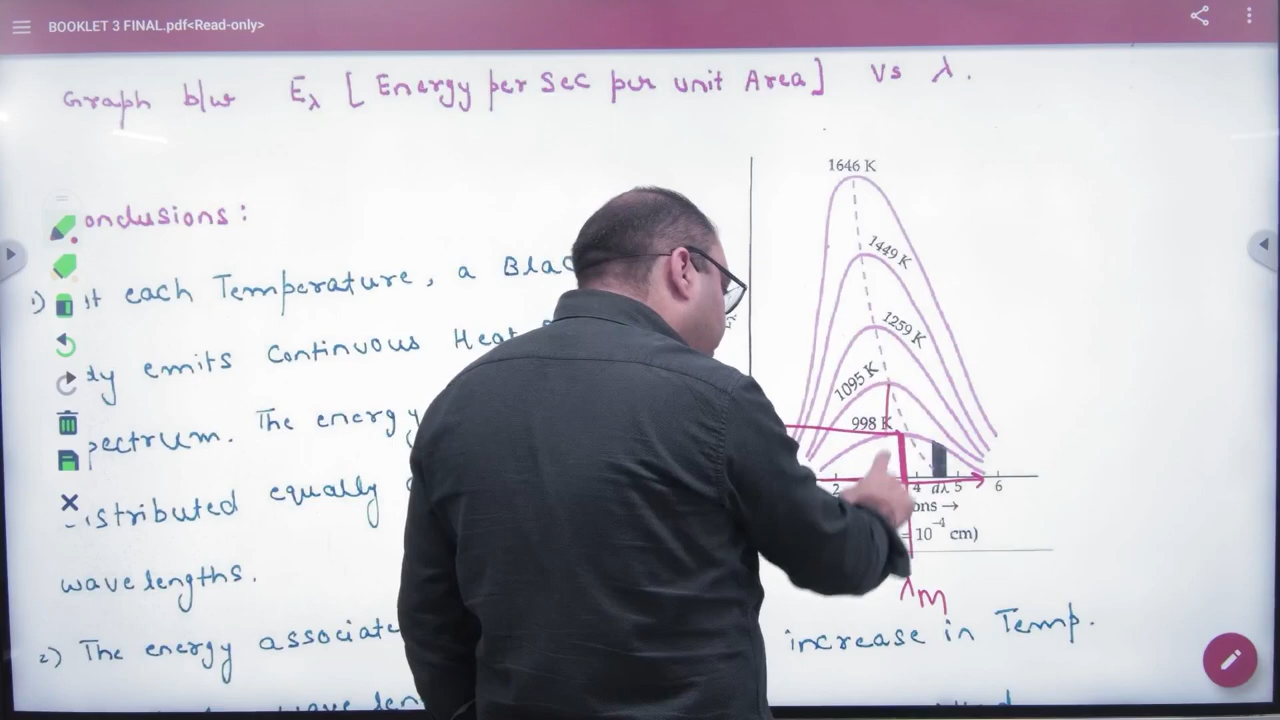 BOOKLET 3 FINAL.pdf<Read-only>
Graph b/w Eλ [Energy per Sec per unit Area] Vs λ.
onclusions:
1) t each Temperature, a Blac
dy emits Continuous Heat
pectrum. The energy
istributed equally
wavelengths.
2) The energy associate increase in Temp.
1646 K
1449 K
1259 K
1095 K
998 K
2 4 dλ 5 6
ons →
= 10⁻⁴ cm)
λm